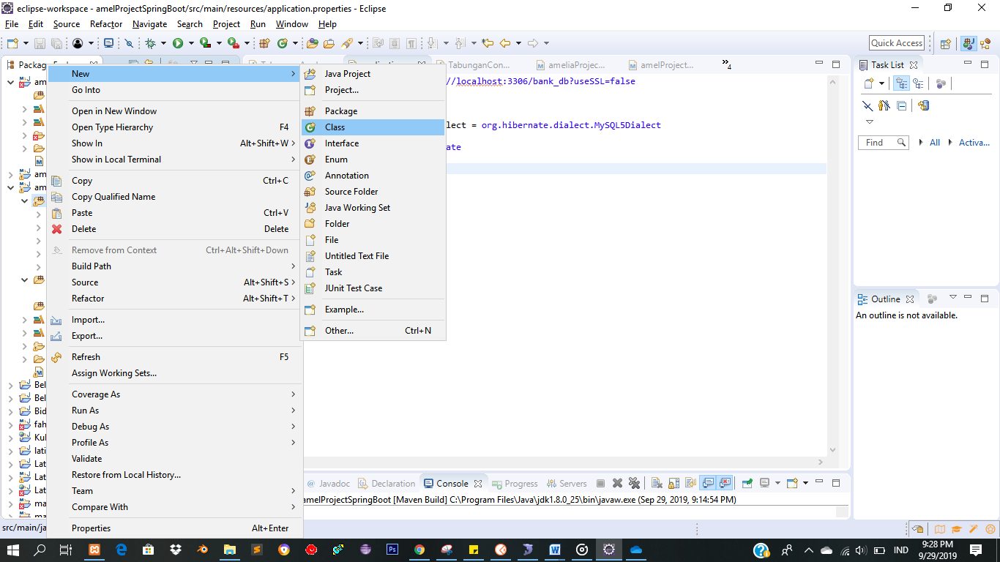 eclipse-workspace - amelProjectSpringBoot/src/main/resources/application.properties - Eclipse
File Edit Source Refactor Navigate Search Project Run Window Help
Quick Access
Packag
TabunganCon...
ameliaProjec...
amelProject...
4
Task List
Find
All
Activa...
Outline
An outline is not available.
//localhost:3306/bank_db?useSSL=false
lect = org.hibernate.dialect.MySQL5Dialect
ate
am
am
am
Bel
Bel
Bid
fah
Kul
lati
Lat
Lat
Lat
ma
ma
New
Go Into
Open in New Window
Open Type Hierarchy F4
Show In Alt+Shift+W
Show in Local Terminal
Copy Ctrl+C
Copy Qualified Name
Paste Ctrl+V
Delete Delete
Remove from Context Ctrl+Alt+Shift+Down
Build Path
Source Alt+Shift+S
Refactor Alt+Shift+T
Import...
Export...
Refresh F5
Assign Working Sets...
Coverage As
Run As
Debug As
Profile As
Validate
Restore from Local History...
Team
Compare With
Properties Alt+Enter
Java Project
Project...
Package
Class
Interface
Enum
Annotation
Source Folder
Java Working Set
Folder
File
Untitled Text File
Task
JUnit Test Case
Example...
Other... Ctrl+N
Javadoc Declaration Console Progress Servers
amelProjectSpringBoot [Maven Build] C:\Program Files\Java\jdk1.8.0_25\bin\javaw.exe (Sep 29, 2019, 9:14:54 PM)
src/main/ja
IND
9:28 PM
9/29/2019